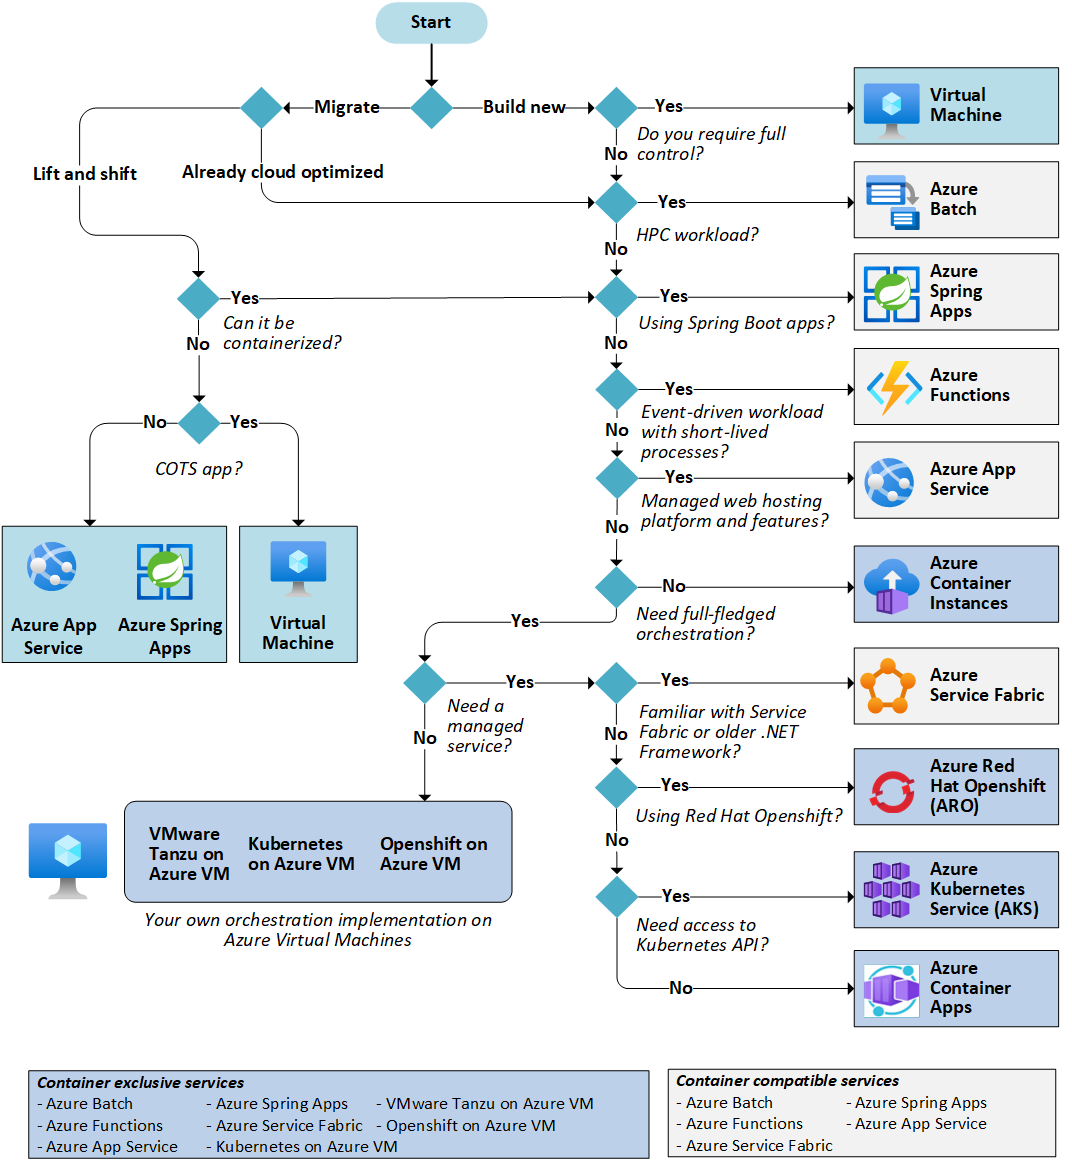 Start
Migrate
Build new
Yes
Do you require full
control?
No
Virtual
Machine
Lift and shift
Already cloud optimized
Yes
HPC workload?
No
Azure
Batch
Yes
Can it be
containerized?
No
Yes
Using Spring Boot apps?
No
Azure
Spring
Apps
Yes
Event-driven workload
with short-lived
processes?
No
Azure
Functions
No
Yes
COTS app?
Yes
Managed web hosting
platform and features?
No
Azure App
Service
Azure App
Service
Azure Spring
Apps
Virtual
Machine
No
Need full-fledged
orchestration?
Yes
Azure
Container
Instances
Yes
Need a
managed
service?
No
Yes
Familiar with Service
Fabric or older .NET
Framework?
No
Azure
Service Fabric
Yes
Using Red Hat Openshift?
No
Azure Red
Hat Openshift
(ARO)
VMware
Tanzu on
Azure VM
Kubernetes
on Azure VM
Openshift on
Azure VM
Your own orchestration implementation on
Azure Virtual Machines
Yes
Need access to
Kubernetes API?
No
Azure
Kubernetes
Service (AKS)
Azure
Container
Apps
Container exclusive services
- Azure Batch
- Azure Functions
- Azure App Service
- Azure Spring Apps
- Azure Service Fabric
- Kubernetes on Azure VM
- VMware Tanzu on Azure VM
- Openshift on Azure VM
Container compatible services
- Azure Batch
- Azure Functions
- Azure Service Fabric
- Azure Spring Apps
- Azure App Service